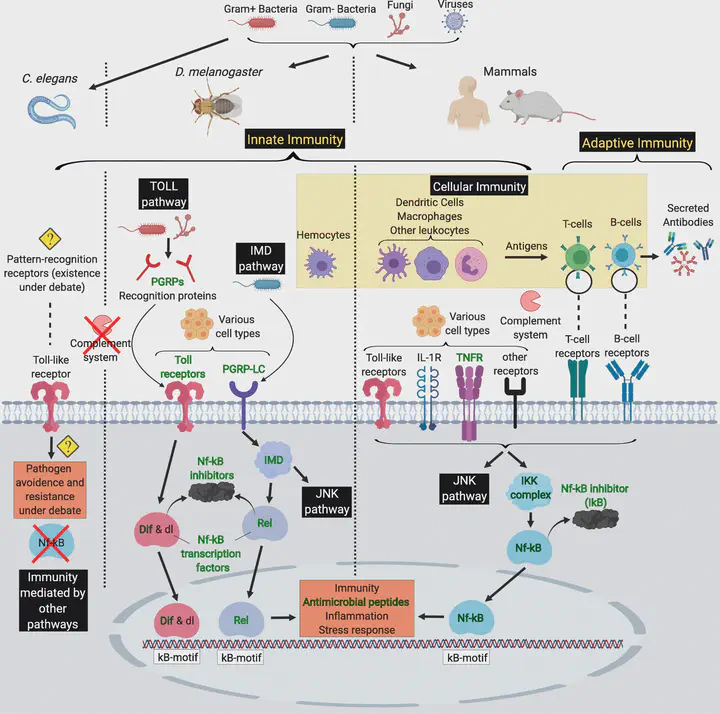 Gram+ Bacteria
Gram- Bacteria
Fungi
Viruses
C. elegans
D. melanogaster
Mammals
Innate Immunity
Adaptive Immunity
TOLL
pathway
Cellular Immunity
Dendritic Cells
Macrophages
Other leukocytes
Hemocytes
Antigens
T-cells
B-cells
Secreted
Antibodies
?
Pattern-recognition
receptors (existence
under debate)
IMD
pathway
PGRPs
Recognition proteins
Various
cell types
Complement
system
Toll-like
receptor
Toll
receptors
PGRP-LC
Various
cell types
Complement
system
Toll-like
receptors
IL-1R
TNFR
other
receptors
T-cell
receptors
B-cell
receptors
?
Pathogen
avoidence and
resistance
under debate
Nf-kB
Immunity
mediated by
other
pathways
Nf-kB
inhibitors
IMD
JNK
pathway
Dif & dl
Rel
Nf-kB
transcription
factors
JNK
pathway
IKK
complex
Nf-kB inhibitor
(IkB)
Nf-kB
Dif & dl
Rel
Immunity
Antimicrobial peptides
Inflammation
Stress response
Nf-kB
kB-motif
kB-motif
kB-motif